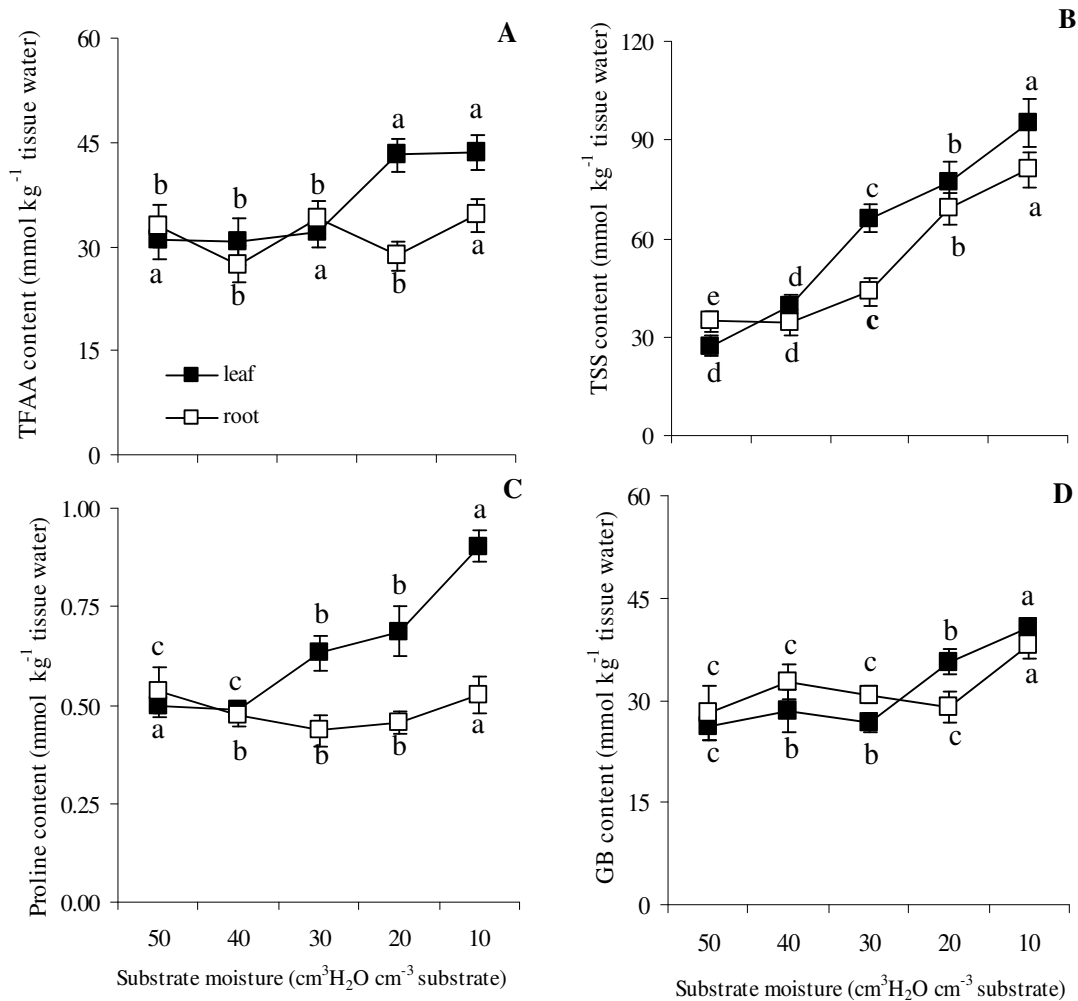 A
60
45
30
15
0
TFAA content (mmol kg⁻¹ tissue water)
b b b a a
a b a b a
leaf
root
B
120
90
60
30
0
TSS content (mmol kg⁻¹ tissue water)
e d c b a
d d c b a
C
1.00
0.75
0.50
0.25
0.00
Proline content (mmol kg⁻¹ tissue water)
c c b b a
a b b b a
50 40 30 20 10
Substrate moisture (cm³H₂O cm⁻³ substrate)
D
60
45
30
15
0
GB content (mmol kg⁻¹ tissue water)
c c c b a
c b b c a
50 40 30 20 10
Substrate moisture (cm³H₂O cm⁻³ substrate)